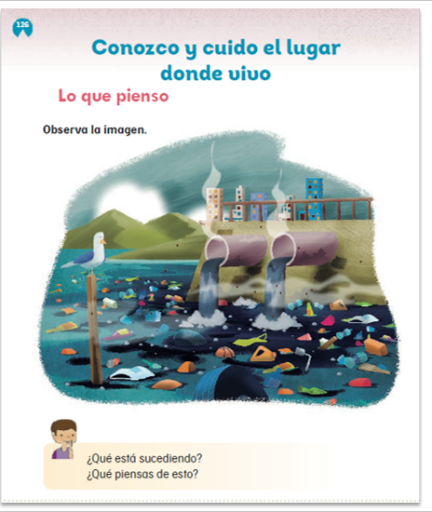 126
Conozco y cuido el lugar
donde vivo
Lo que pienso
Observa la imagen.
¿Qué está sucediendo?
¿Qué piensas de esto?